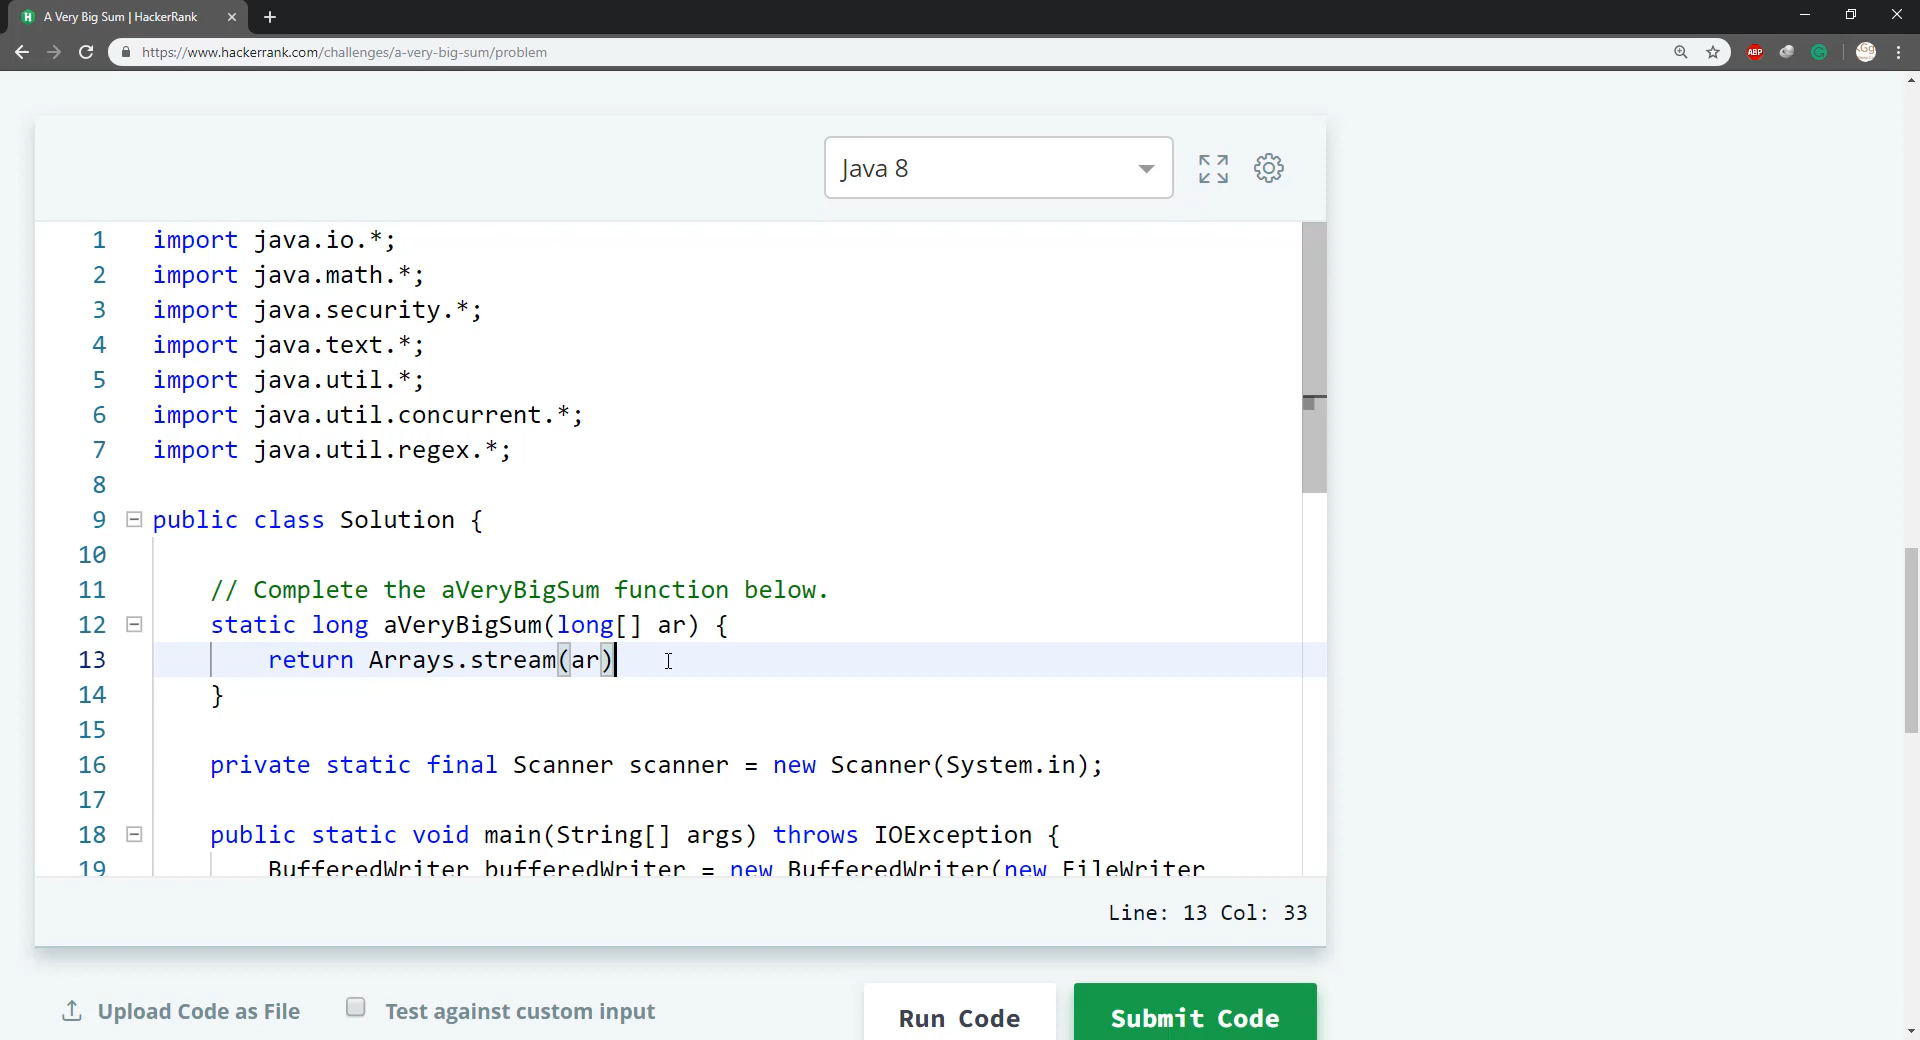 A Very Big Sum | HackerRank
https://www.hackerrank.com/challenges/a-very-big-sum/problem
ABP
Java 8
1 import java.io.*;
2 import java.math.*;
3 import java.security.*;
4 import java.text.*;
5 import java.util.*;
6 import java.util.concurrent.*;
7 import java.util.regex.*;
8
9 public class Solution {
10
11 // Complete the aVeryBigSum function below.
12 static long aVeryBigSum(long[] ar) {
13 return Arrays.stream(ar)
14 }
15
16 private static final Scanner scanner = new Scanner(System.in);
17
18 public static void main(String[] args) throws IOException {
19 BufferedWriter bufferedWriter = new BufferedWriter(new FileWriter
Line: 13 Col: 33
Upload Code as File
Test against custom input
Run Code
Submit Code